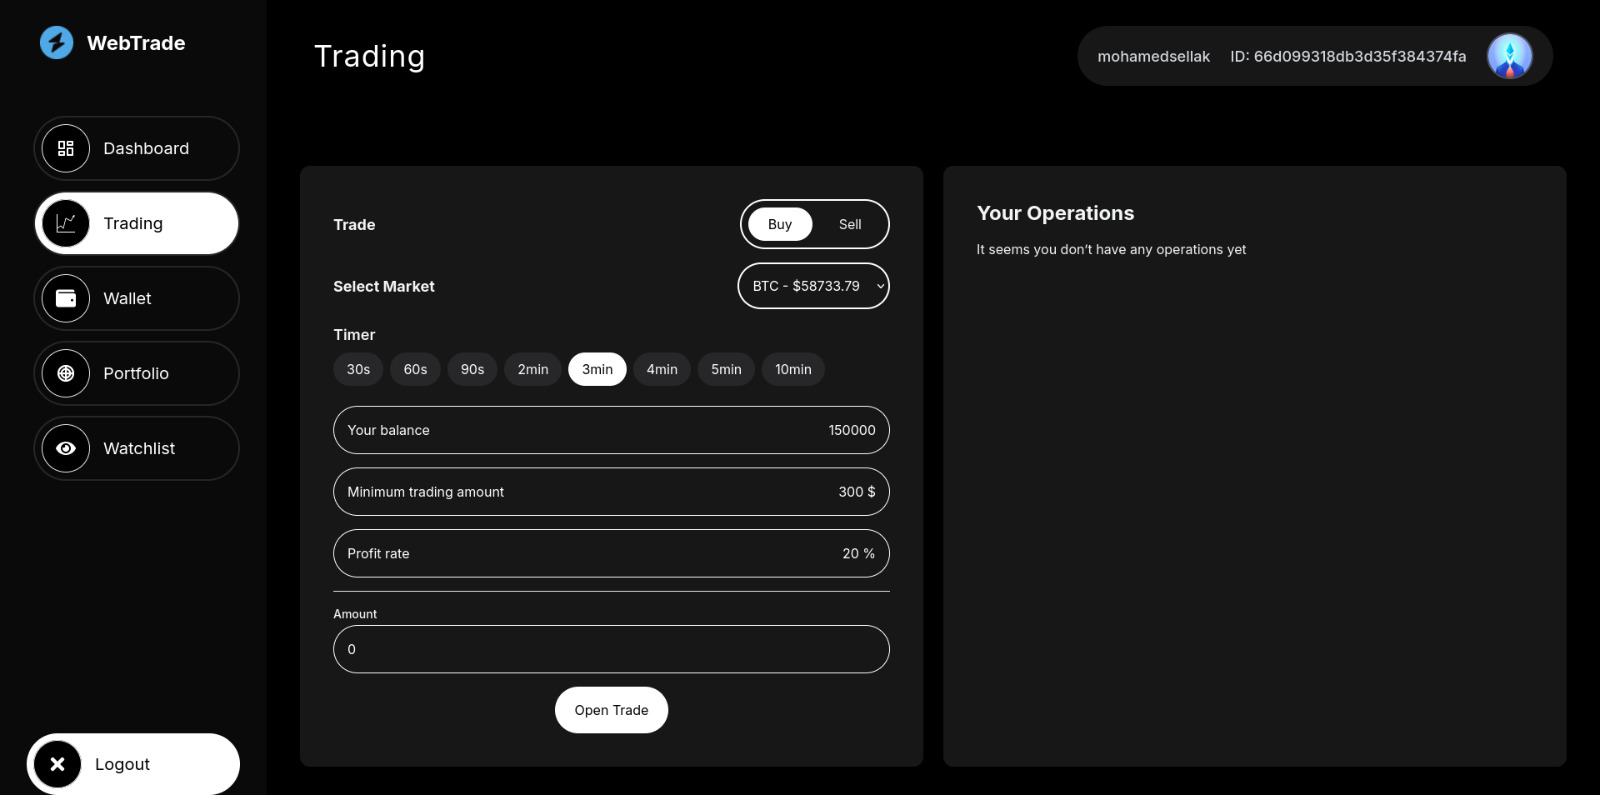 WebTrade
Dashboard
Trading
Wallet
Portfolio
Watchlist
Logout
Trading
mohamedsellak ID: 66d099318db3d35f384374fa
Trade Buy Sell
Select Market BTC - $58733.79
Timer
30s 60s 90s 2min 3min 4min 5min 10min
Your balance 150000
Minimum trading amount 300 $
Profit rate 20 %
Amount
0
Open Trade
Your Operations
It seems you don't have any operations yet